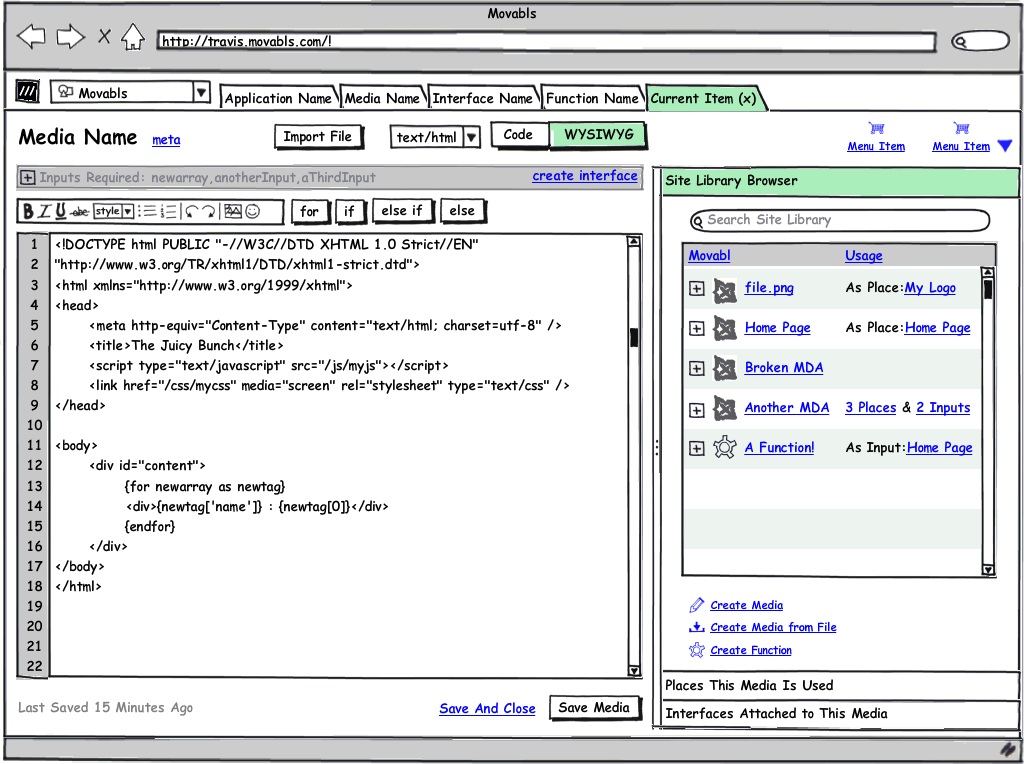 Movabls
http://travis.movabls.com/!
Movabls
Application Name
Media Name
Interface Name
Function Name
Current Item (x)
Media Name
meta
Import File
text/html
Code
WYSIWYG
Menu Item
Menu Item
Inputs Required: newarray,anotherInput,aThirdInput
create interface
B I U abc style
for
if
else if
else
1 <!DOCTYPE html PUBLIC "-//W3C//DTD XHTML 1.0 Strict//EN"
2 "http://www.w3.org/TR/xhtml1/DTD/xhtml1-strict.dtd">
3 <html xmlns="http://www.w3.org/1999/xhtml">
4 <head>
5 <meta http-equiv="Content-Type" content="text/html; charset=utf-8" />
6 <title>The Juicy Bunch</title>
7 <script type="text/javascript" src="/js/myjs"></script>
8 <link href="/css/mycss" media="screen" rel="stylesheet" type="text/css" />
9 </head>
10
11 <body>
12 <div id="content">
13 {for newarray as newtag}
14 <div>{newtag['name']} : {newtag[0]}</div>
15 {endfor}
16 </div>
17 </body>
18 </html>
19
20
21
22
Last Saved 15 Minutes Ago
Save And Close
Save Media
Site Library Browser
Search Site Library
Movabl Usage
file.png As Place:My Logo
Home Page As Place:Home Page
Broken MDA
Another MDA 3 Places & 2 Inputs
A Function! As Input:Home Page
Create Media
Create Media from File
Create Function
Places This Media Is Used
Interfaces Attached to This Media